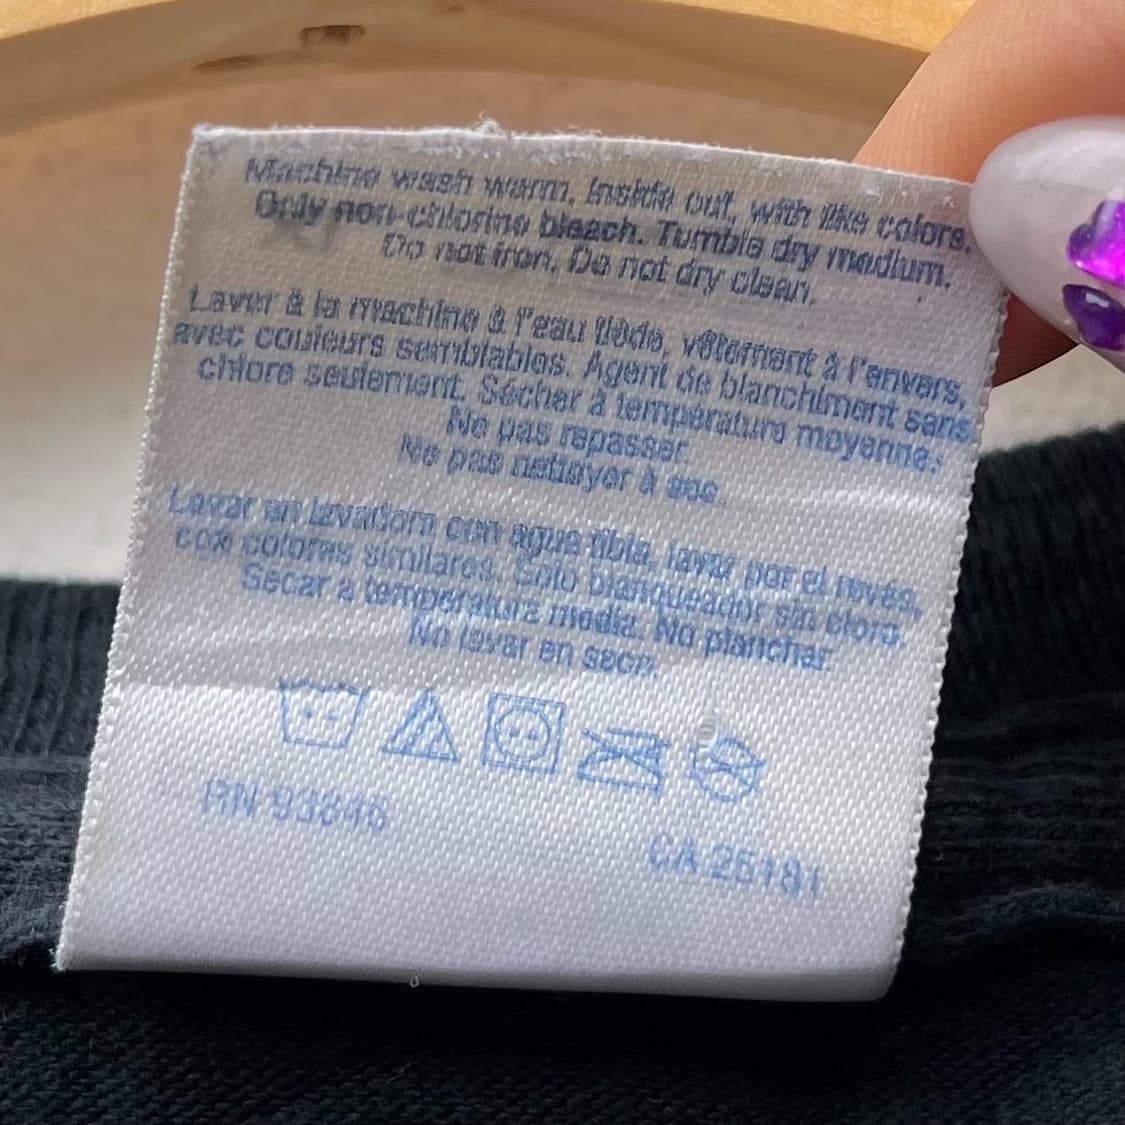 Machine wash warm, inside out, with like colors.
Only non-chlorine bleach. Tumble dry medium.
Do not iron. Do not dry clean.
Laver à la machine à l'eau tiède, vêtement à l'envers,
avec couleurs semblables. Agent de blanchiment sans
chlore seulement. Sécher à température moyenne.
Ne pas repasser.
Ne pas nettoyer à sec
Lavar en lavadora con agua tibia, lavar por el revés,
con colores similares. Solo blanqueador sin cloro.
Secar a temperatura media. No planchar.
No lavar en seco.
RN 93846
CA 25181